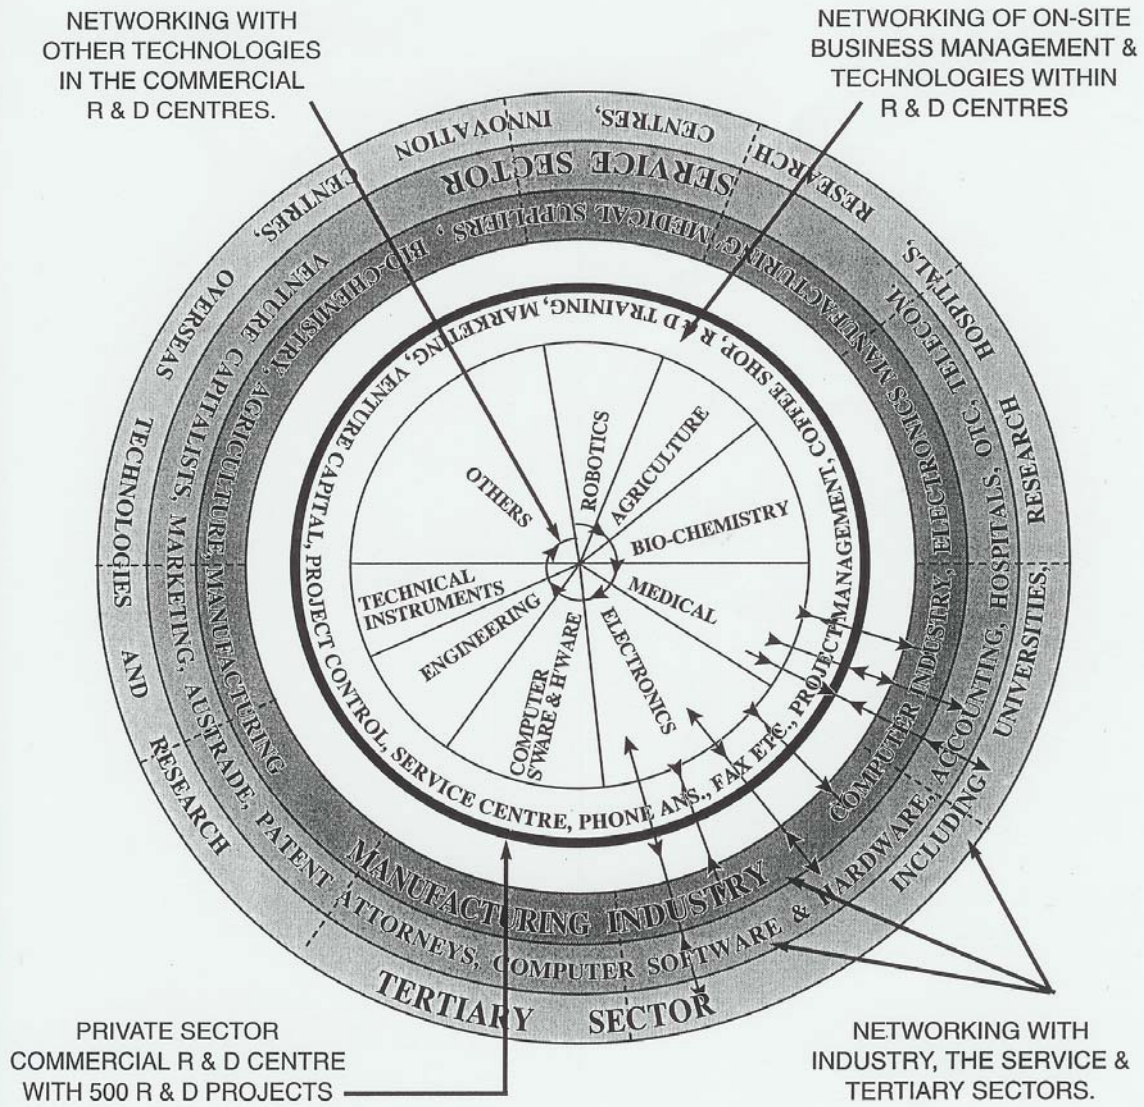 NETWORKING WITH
OTHER TECHNOLOGIES
IN THE COMMERCIAL
R & D CENTRES.
NETWORKING OF ON-SITE
BUSINESS MANAGEMENT &
TECHNOLOGIES WITHIN
R & D CENTRES
TERTIARY SECTOR INCLUDING UNIVERSITIES, RESEARCH HOSPITALS, RESEARCH CENTRES, INNOVATION CENTRES, OVERSEAS TECHNOLOGIES AND RESEARCH
SERVICE SECTOR VENTURE CAPITALISTS, MARKETING, AUSTRADE, PATENT ATTORNEYS, COMPUTER SOFTWARE & HARDWARE, ACCOUNTING, HOSPITALS, OTC, TELECOM,
MANUFACTURING INDUSTRY COMPUTER INDUSTRY, ELECTRONICS MANUFACTURING/MEDICAL SUPPLIERS, BIO-CHEMISTRY, AGRICULTURE, MANUFACTURING
VENTURE CAPITAL, PROJECT CONTROL, SERVICE CENTRE, PHONE ANS., FAX ETC., PROJECT MANAGEMENT, COFFEE SHOP, R & D TRAINING, MARKETING,
ROBOTICS
AGRICULTURE
BIO-CHEMISTRY
MEDICAL
ELECTRONICS
COMPUTER
S'WARE & H'WARE
ENGINEERING
TECHNICAL
INSTRUMENTS
OTHERS
PRIVATE SECTOR
COMMERCIAL R & D CENTRE
WITH 500 R & D PROJECTS
NETWORKING WITH
INDUSTRY, THE SERVICE &
TERTIARY SECTORS.